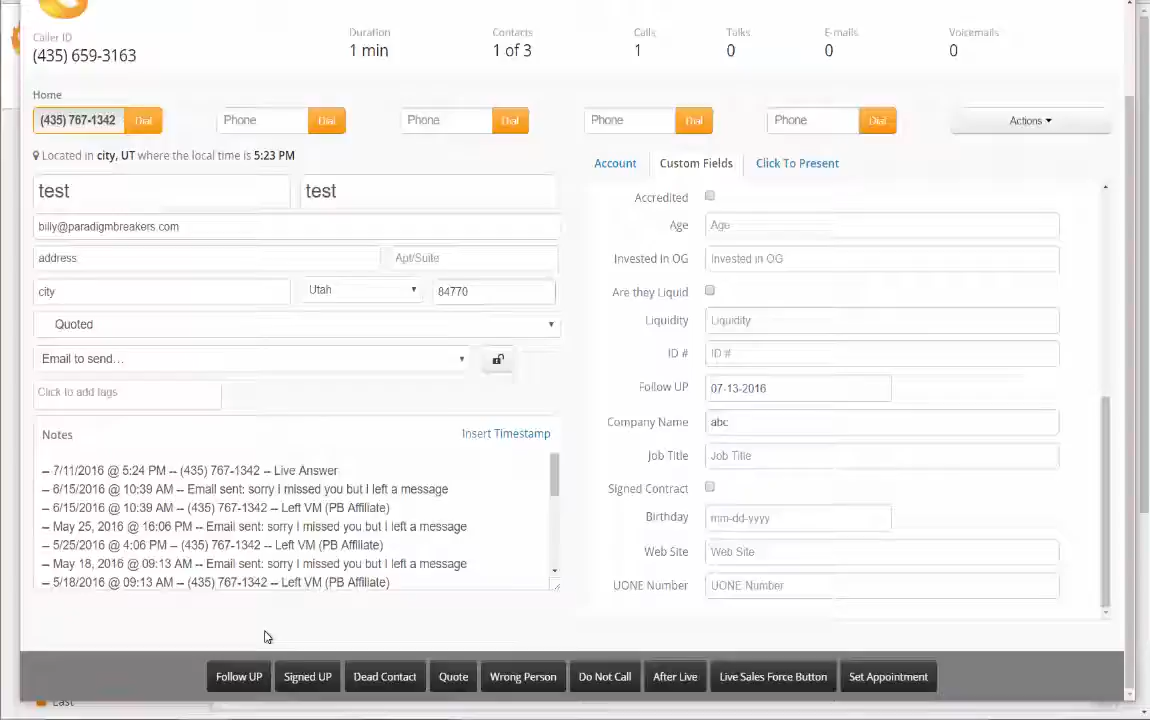 Caller ID
(435) 659-3163
Duration
1 min
Contacts
1 of 3
Calls
1
Talks
0
E-mails
0
Voicemails
0
Home
(435) 767-1342 Dial
Phone Dial
Phone Dial
Phone Dial
Phone Dial
Actions
Located in city, UT where the local time is 5:23 PM
test test
billy@paradigmbreakers.com
address Apt/Suite
city Utah 84770
Quoted
Email to send...
Click to add tags
Notes Insert Timestamp
-- 7/11/2016 @ 5:24 PM -- (435) 767-1342 -- Live Answer
-- 6/15/2016 @ 10:39 AM -- Email sent: sorry I missed you but I left a message
-- 6/15/2016 @ 10:39 AM -- (435) 767-1342 -- Left VM (PB Affiliate)
-- May 25, 2016 @ 16:06 PM -- Email sent: sorry I missed you but I left a message
-- 5/25/2016 @ 4:06 PM -- (435) 767-1342 -- Left VM (PB Affiliate)
-- May 18, 2016 @ 09:13 AM -- Email sent: sorry I missed you but I left a message
-- 5/18/2016 @ 09:13 AM -- (435) 767-1342 -- Left VM (PB Affiliate)
Account Custom Fields Click To Present
Accredited
Age Age
Invested in OG Invested in OG
Are they Liquid
Liquidity Liquidity
ID # ID #
Follow UP 07-13-2016
Company Name abc
Job Title Job Title
Signed Contract
Birthday mm-dd-yyyy
Web Site Web Site
UONE Number UONE Number
Follow UP Signed UP Dead Contact Quote Wrong Person Do Not Call After Live Live Sales Force Button Set Appointment
Last